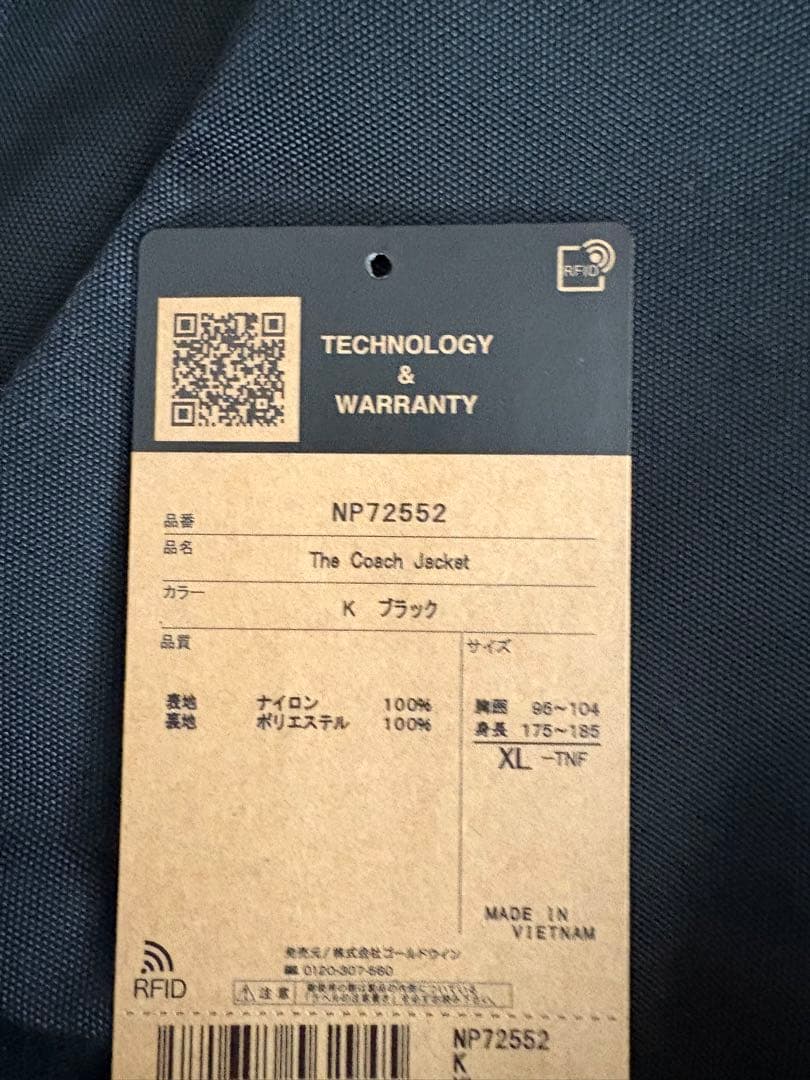 RFID
TECHNOLOGY
&
WARRANTY
品番 NP72552
品名 The Coach Jacket
カラー K ブラック
品質
表地 ナイロン 100%
裏地 ポリエステル 100%
サイズ
胸囲 96~104
身長 175~185
XL -TNF
MADE IN
VIETNAM
発売元/株式会社ゴールドウイン
0120-307-560
RFID
注意
NP72552
K